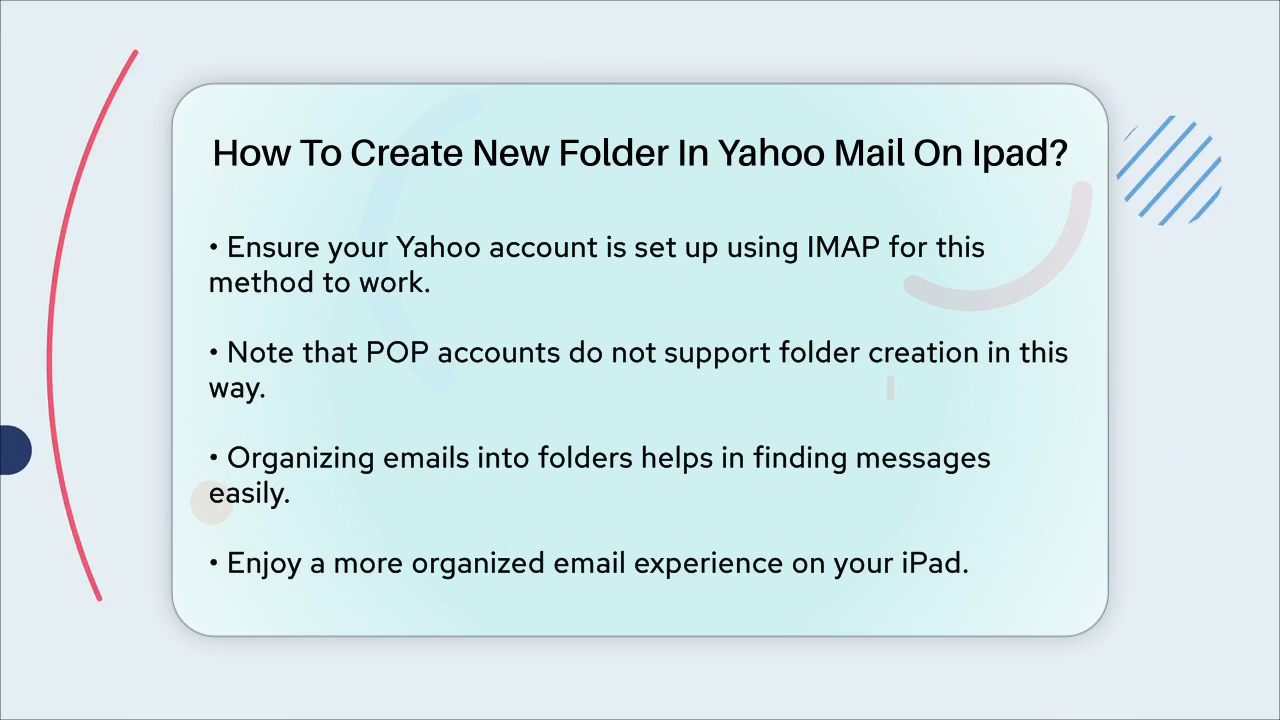 How To Create New Folder In Yahoo Mail On Ipad?
• Ensure your Yahoo account is set up using IMAP for this
method to work.
• Note that POP accounts do not support folder creation in this
way.
• Organizing emails into folders helps in finding messages
easily.
• Enjoy a more organized email experience on your iPad.